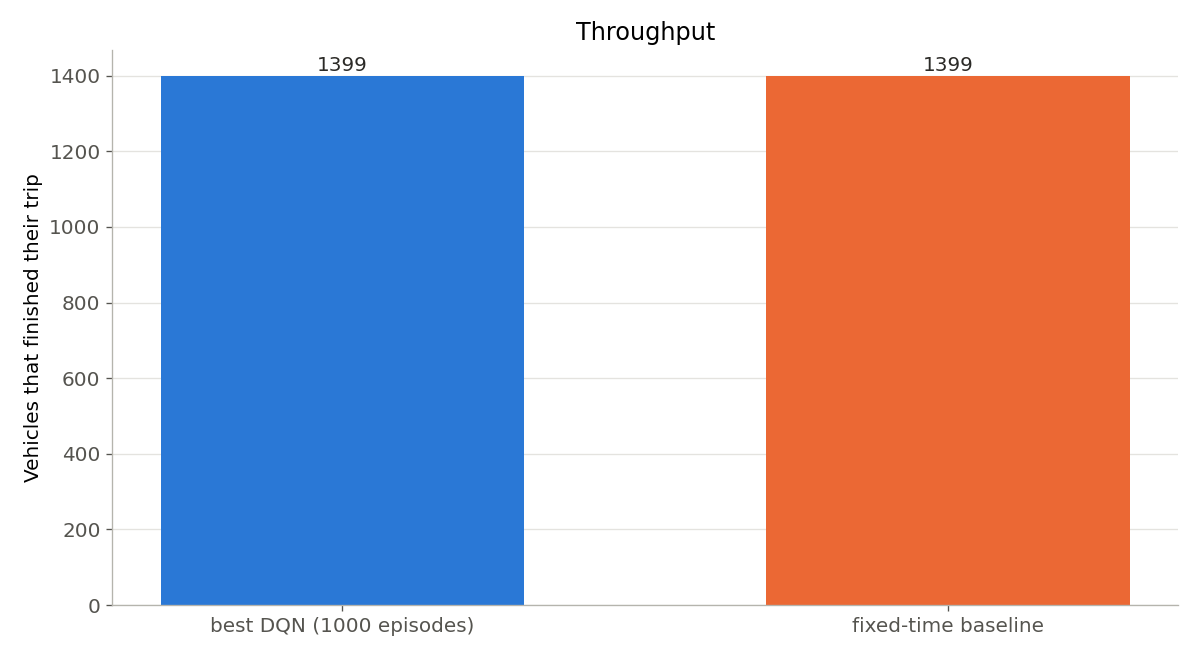 Throughput
Vehicles that finished their trip
1400
1200
1000
800
600
400
200
0
1399
1399
best DQN (1000 episodes)
fixed-time baseline